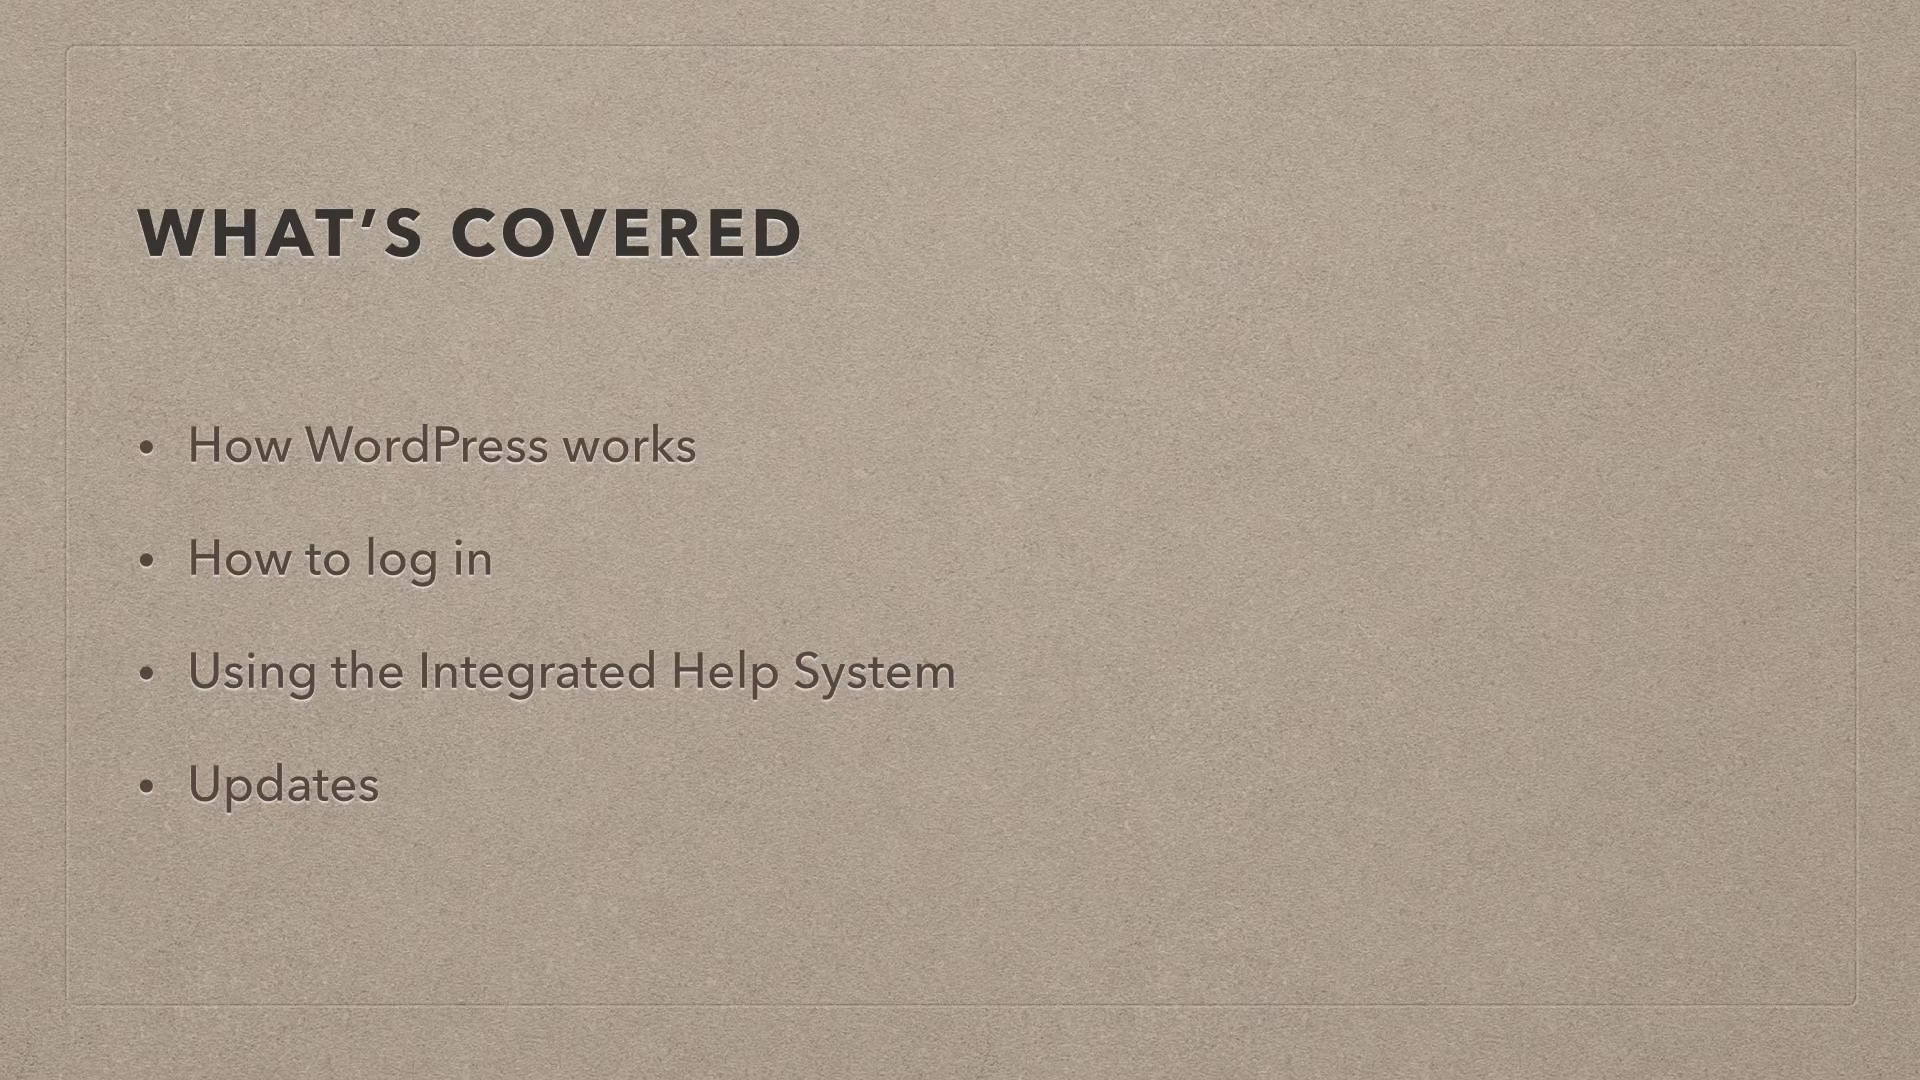 WHAT’S COVERED
• How WordPress works
• How to log in
• Using the Integrated Help System
• Updates